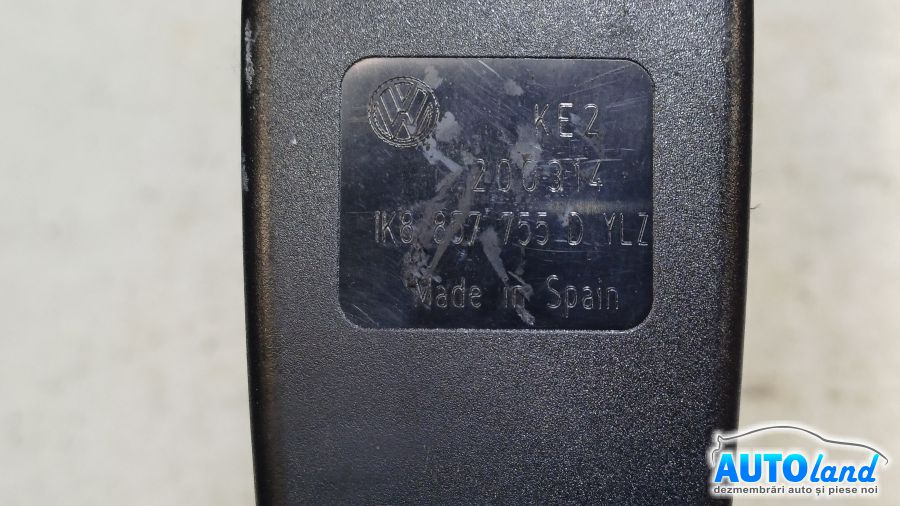 KE2
200314
1K8 857 755 D YLZ
Made in Spain
AUTOland
dezmembrări auto și piese noi